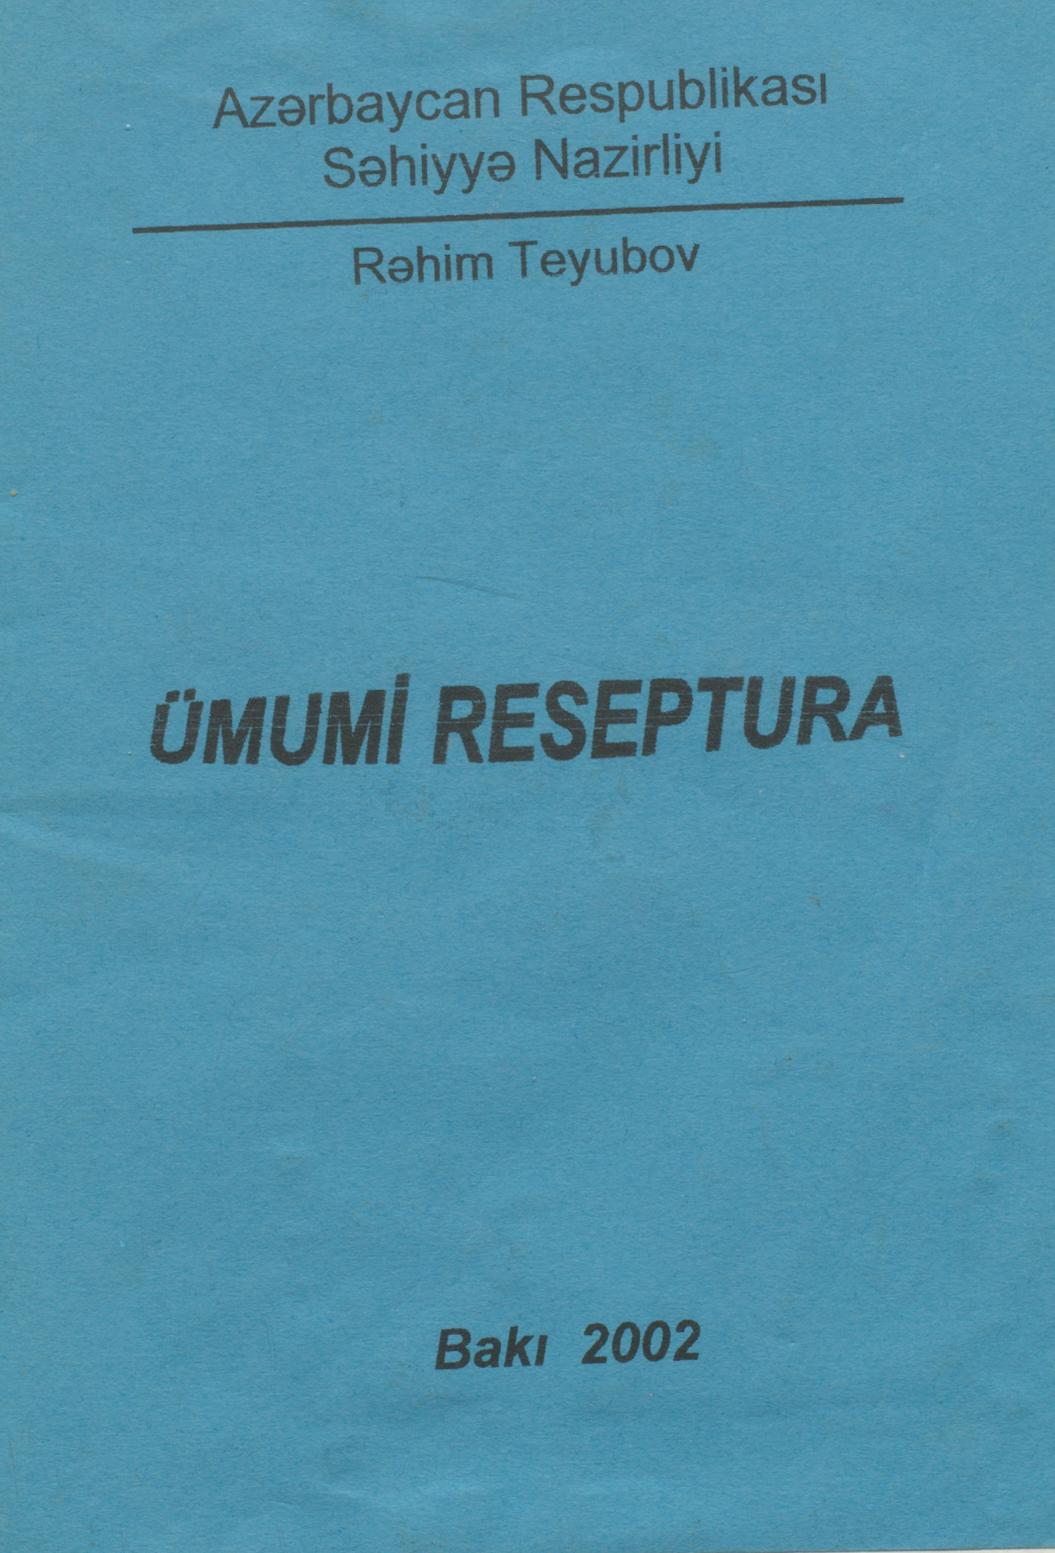 Azərbaycan Respublikası
Səhiyyə Nazirliyi
Rəhim Teyubov
ÜMUMİ RESEPTURA
Bakı 2002